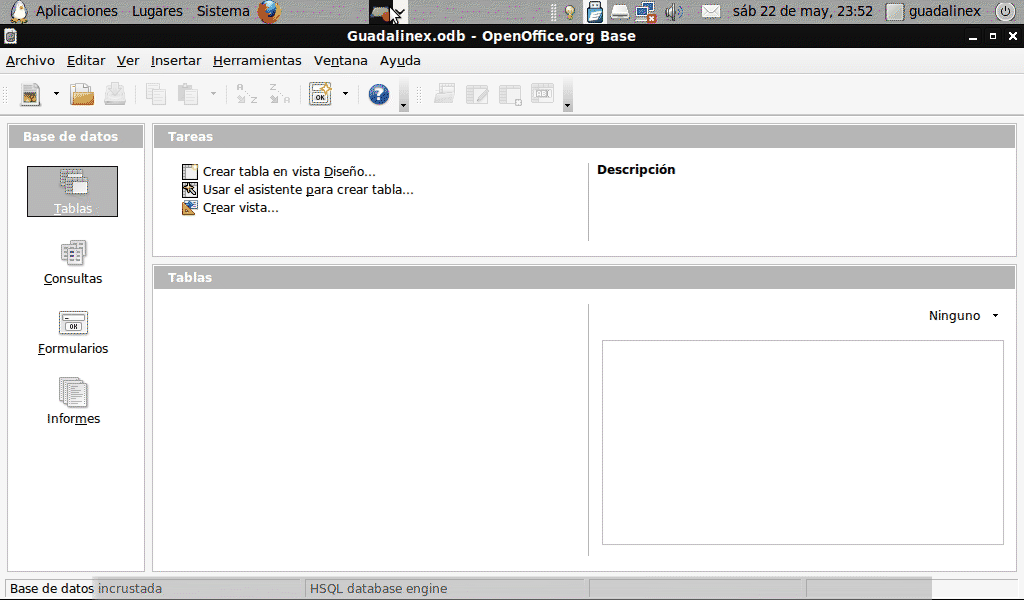 Aplicaciones Lugares Sistema sáb 22 de may, 23:52 guadalinex
Guadalinex.odb - OpenOffice.org Base
Archivo Editar Ver Insertar Herramientas Ventana Ayuda
Base de datos
Tablas
Consultas
Formularios
Informes
Tareas
Crear tabla en vista Diseño...
Usar el asistente para crear tabla...
Crear vista...
Descripción
Tablas
Ninguno
Base de datos incrustada HSQL database engine